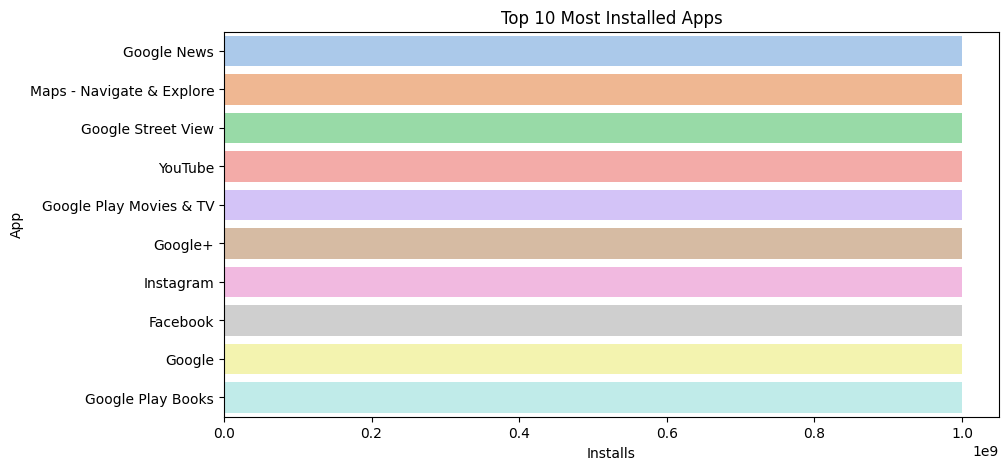 Top 10 Most Installed Apps
App
Google News
Maps - Navigate & Explore
Google Street View
YouTube
Google Play Movies & TV
Google+
Instagram
Facebook
Google
Google Play Books
0.0 0.2 0.4 0.6 0.8 1.0
1e9
Installs